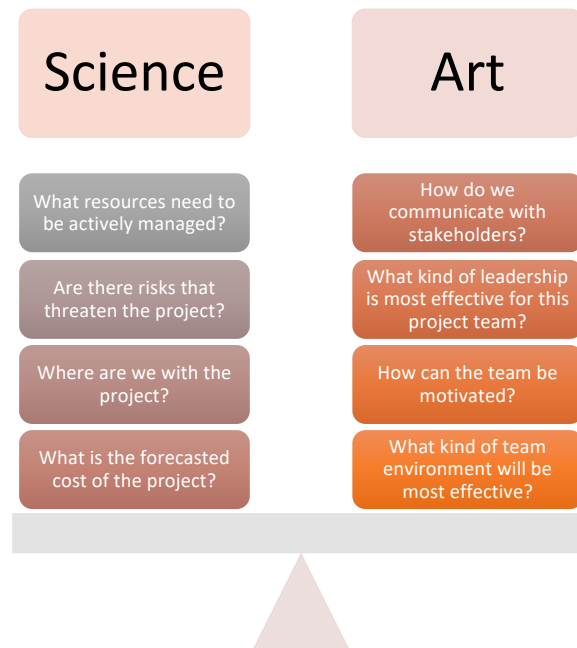 Science
Art
What resources need to
be actively managed?
Are there risks that
threaten the project?
Where are we with the
project?
What is the forecasted
cost of the project?
How do we
communicate with
stakeholders?
What kind of leadership
is most effective for this
project team?
How can the team be
motivated?
What kind of team
environment will be
most effective?